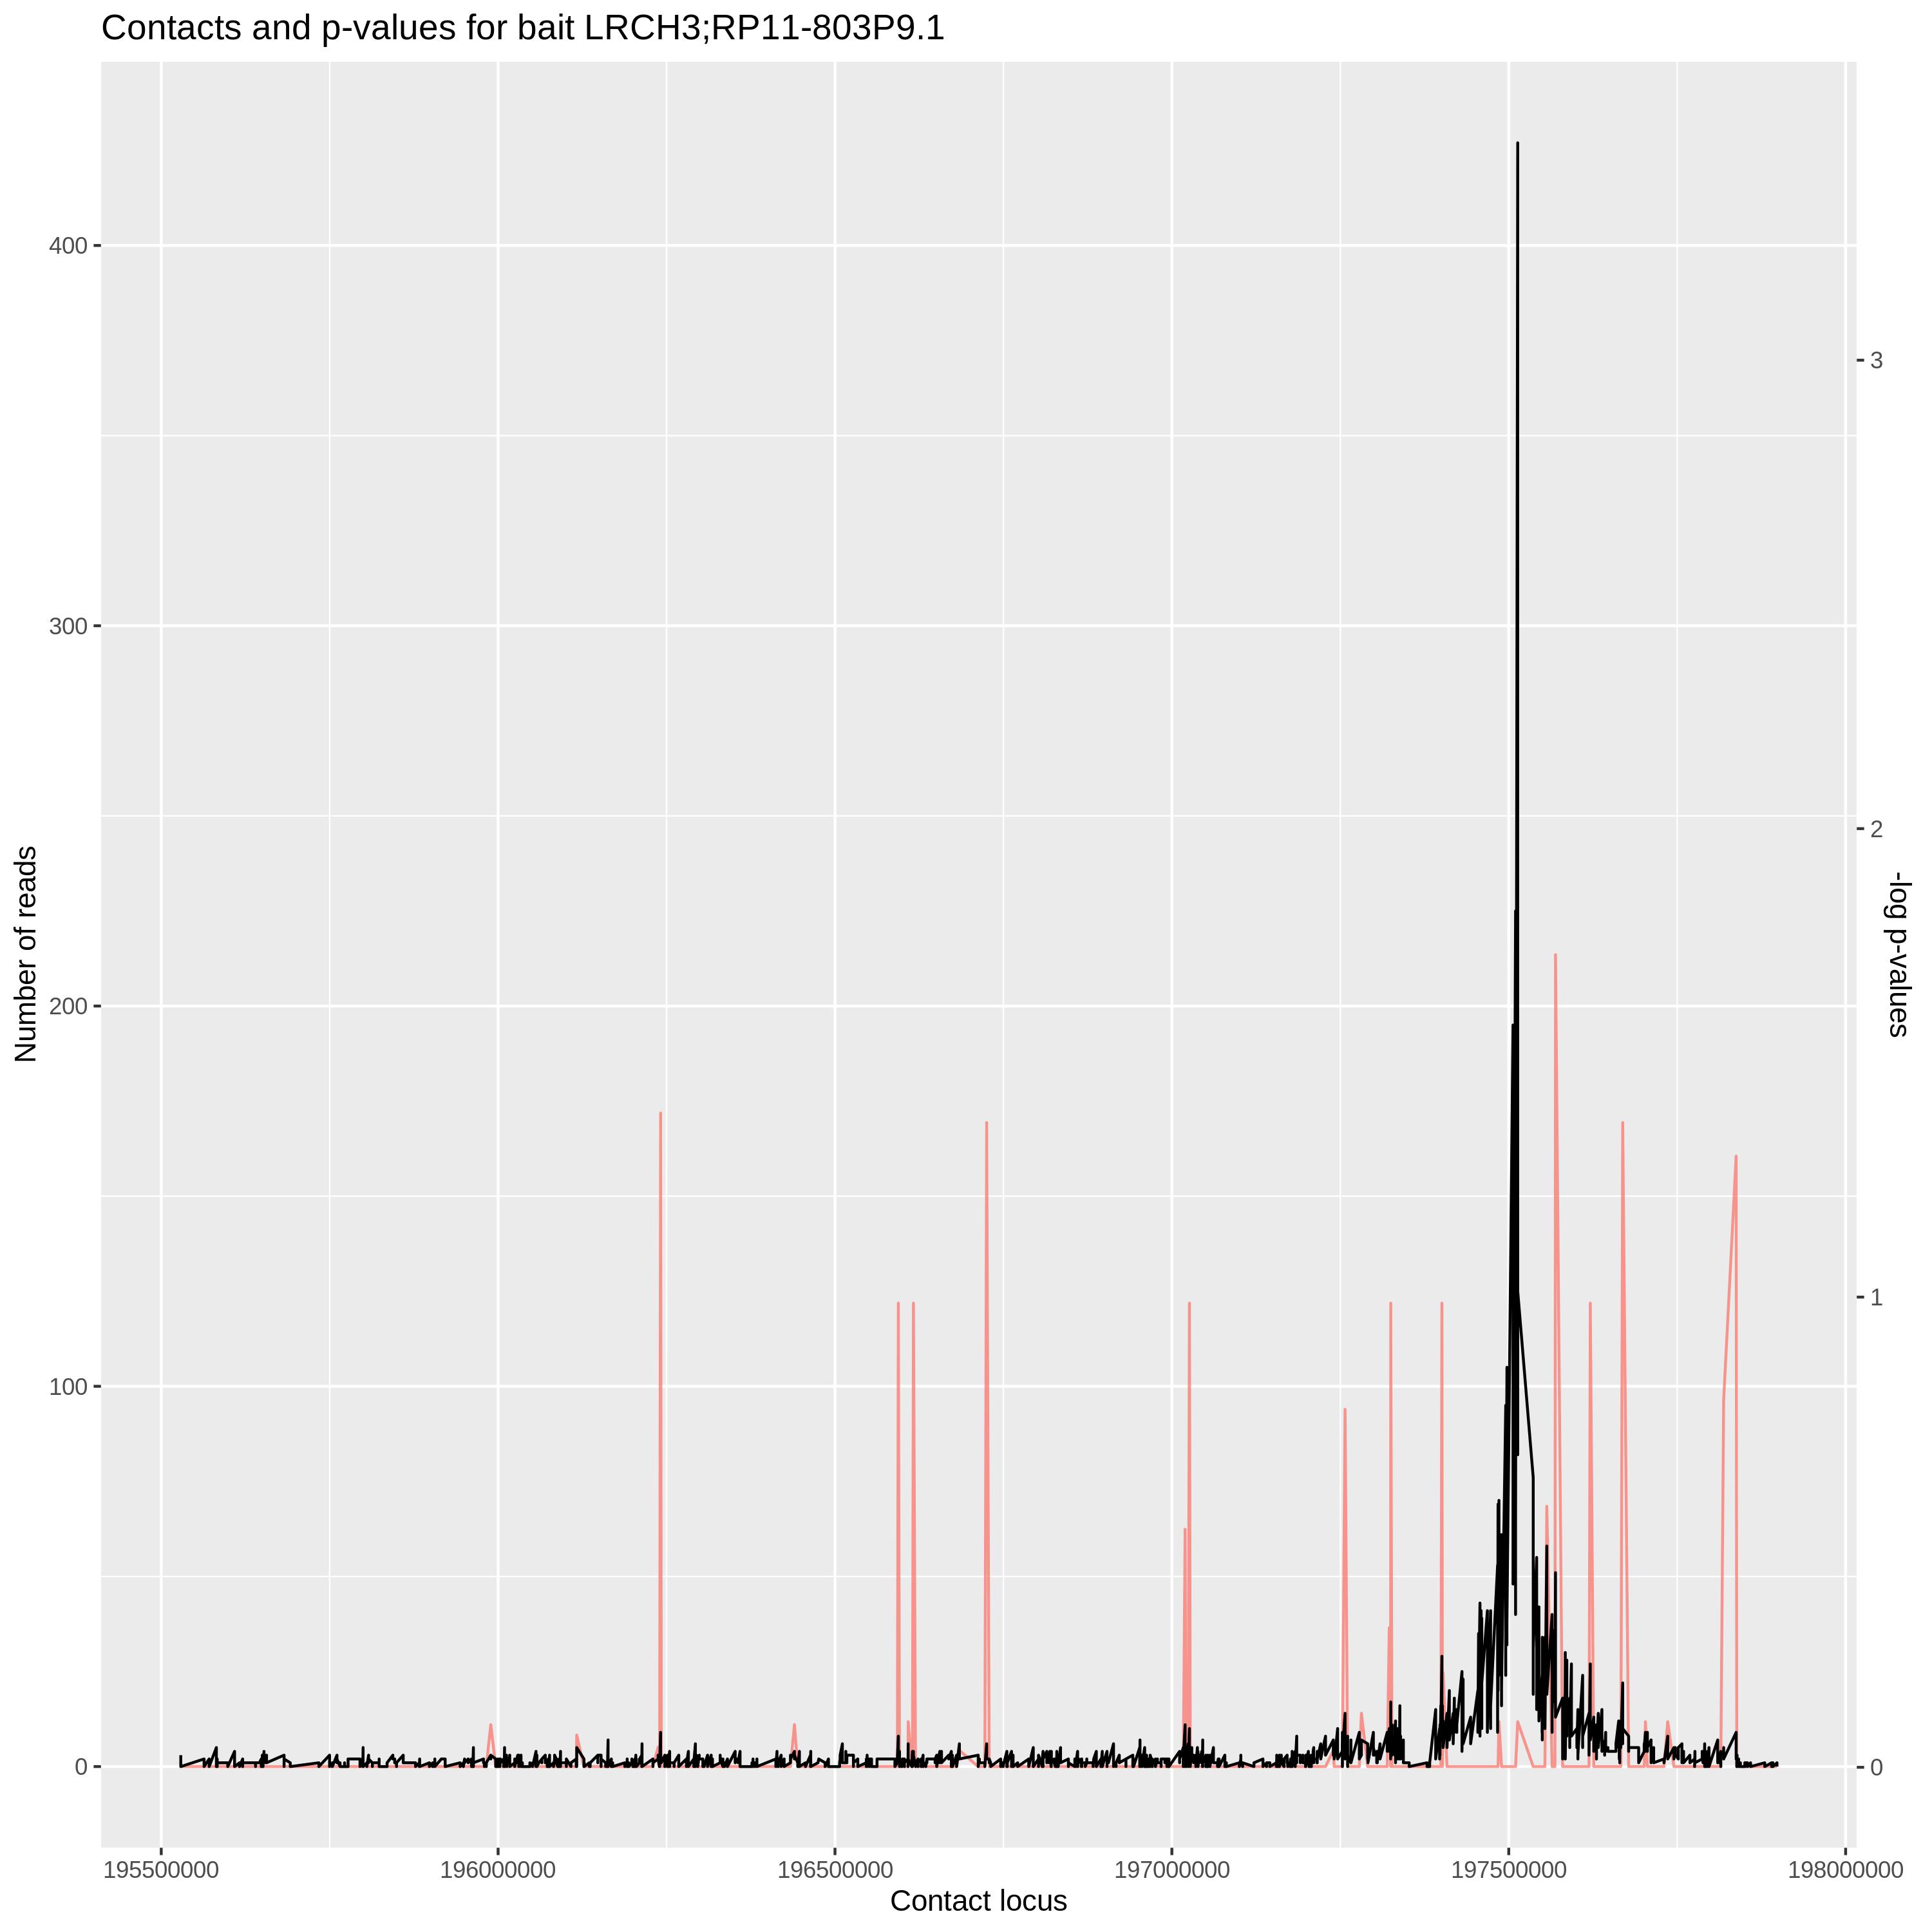 Contacts and p-values for bait LRCH3;RP11-803P9.1
400
300
200
100
0
Number of reads
3
2
1
0
-log p-values
195500000 196000000 196500000 197000000 197500000 198000000
Contact locus